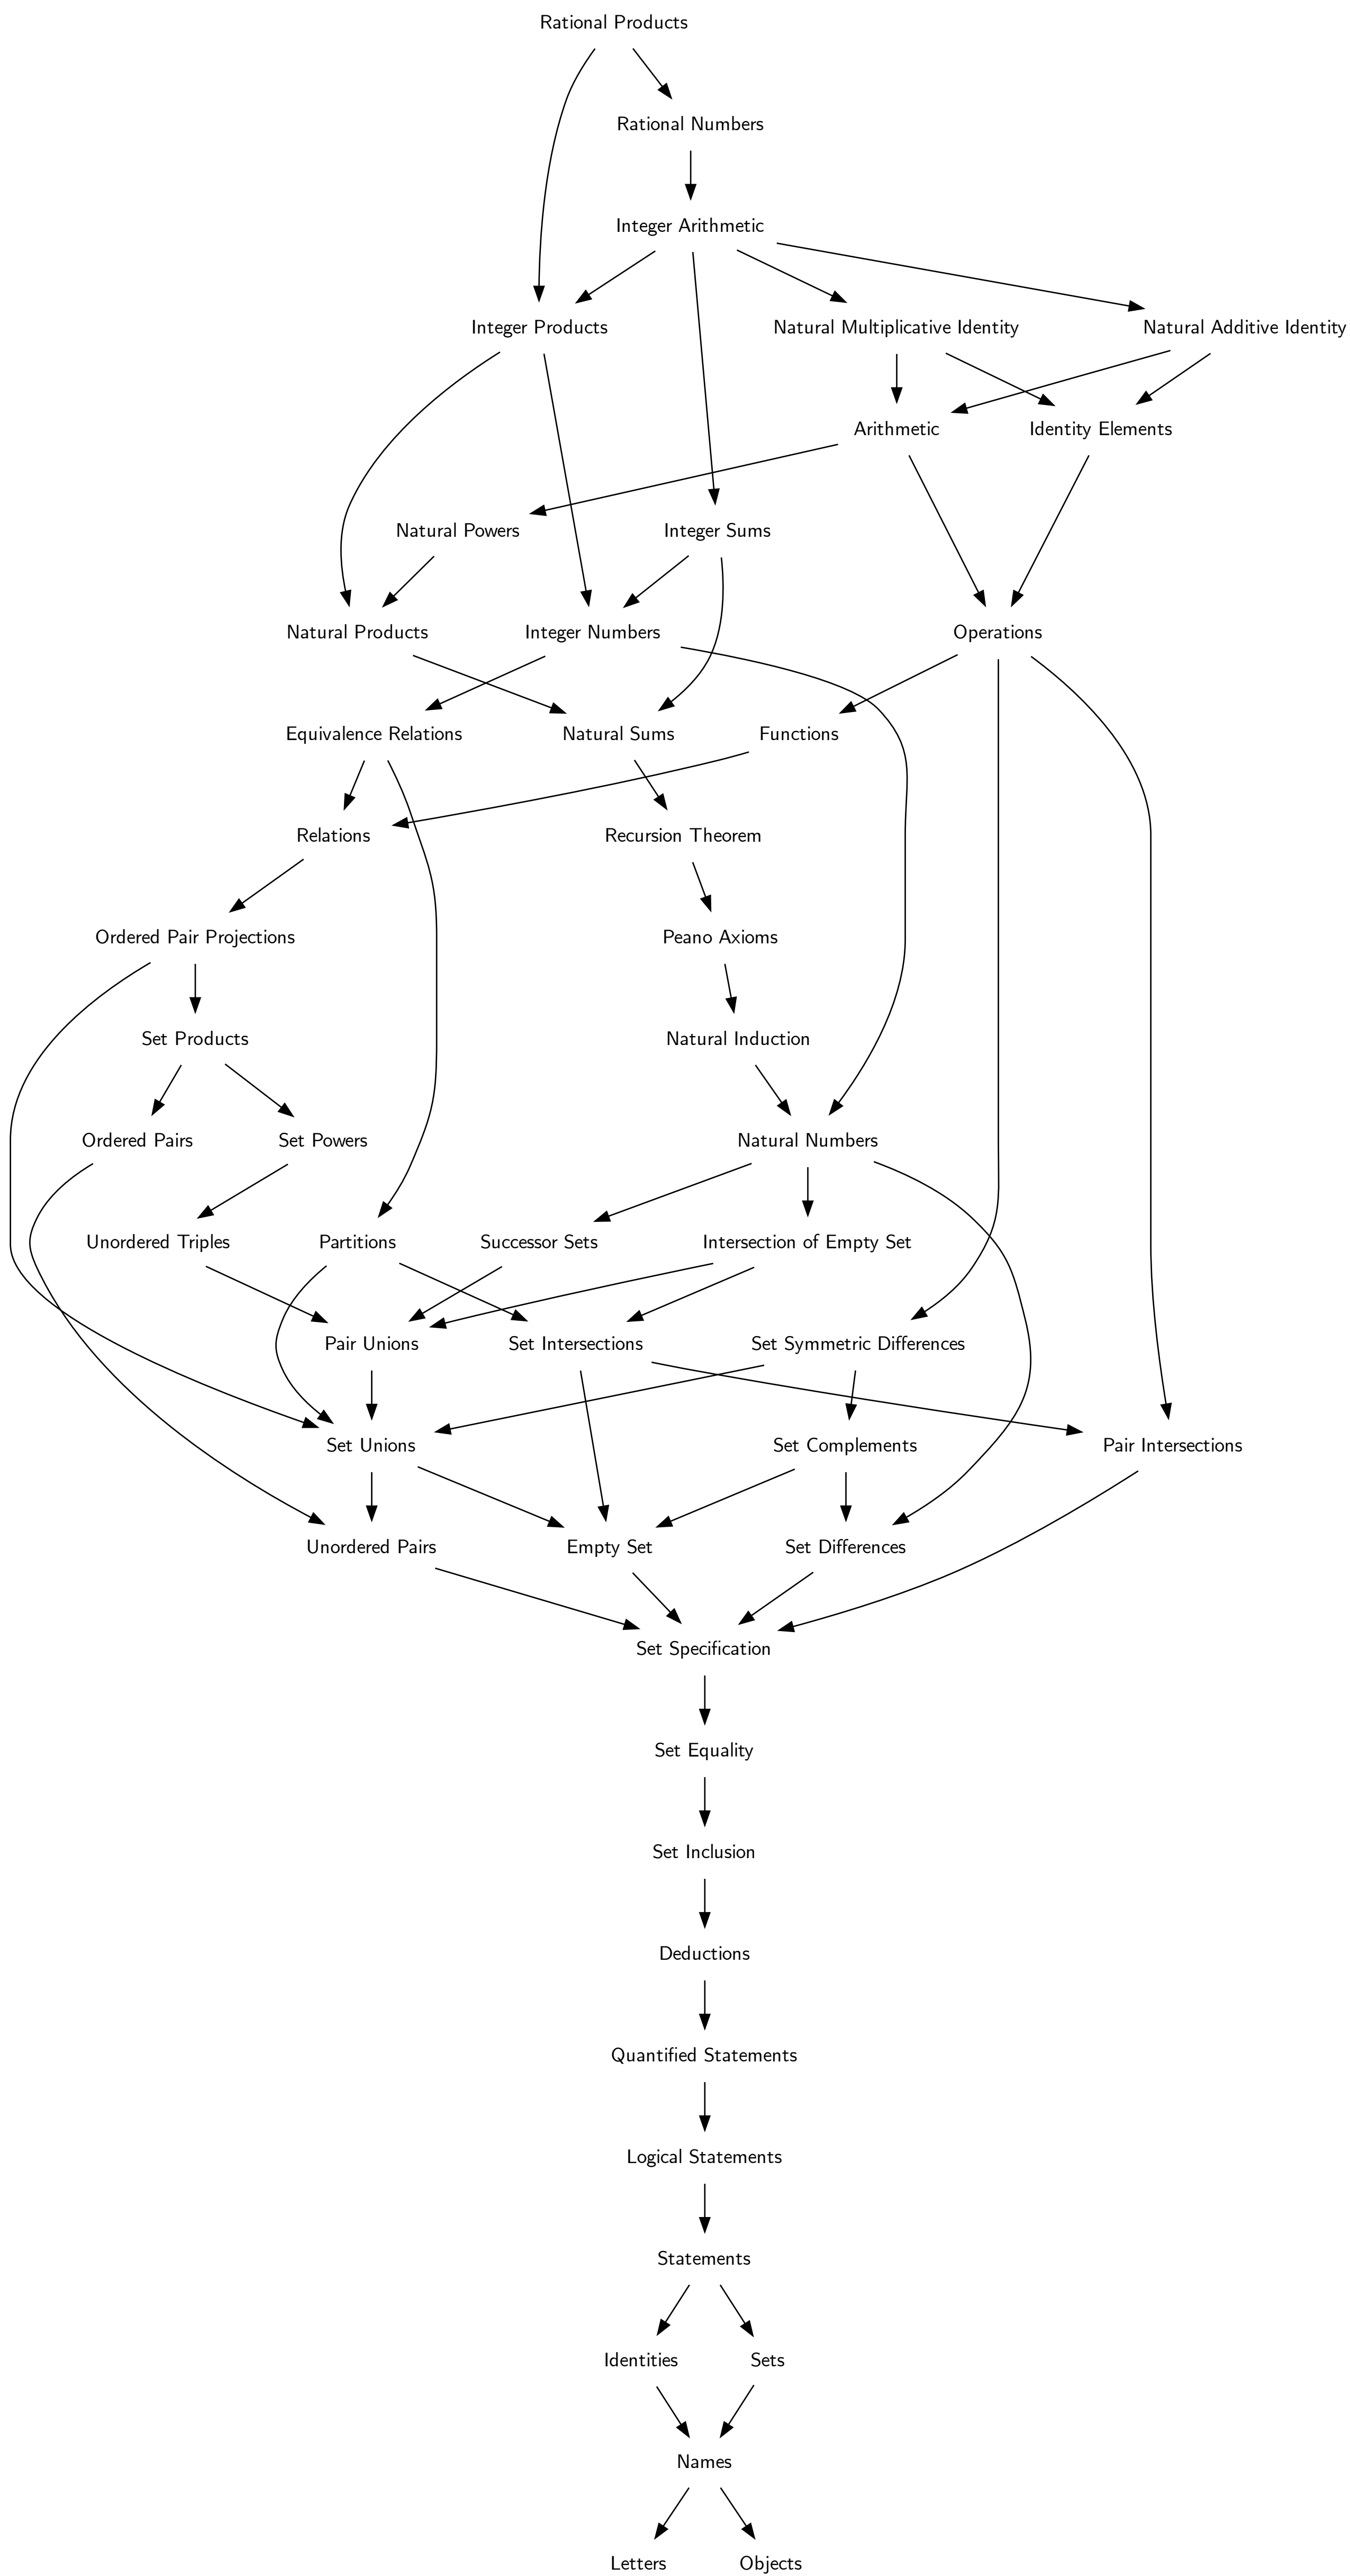 Rational Products
Rational Numbers
Integer Arithmetic
Integer Products
Natural Multiplicative Identity
Natural Additive Identity
Arithmetic
Identity Elements
Natural Powers
Integer Sums
Natural Products
Integer Numbers
Operations
Equivalence Relations
Natural Sums
Functions
Relations
Recursion Theorem
Ordered Pair Projections
Peano Axioms
Set Products
Natural Induction
Ordered Pairs
Set Powers
Natural Numbers
Unordered Triples
Partitions
Successor Sets
Intersection of Empty Set
Pair Unions
Set Intersections
Set Symmetric Differences
Set Unions
Set Complements
Pair Intersections
Unordered Pairs
Empty Set
Set Differences
Set Specification
Set Equality
Set Inclusion
Deductions
Quantified Statements
Logical Statements
Statements
Identities
Sets
Names
Letters
Objects